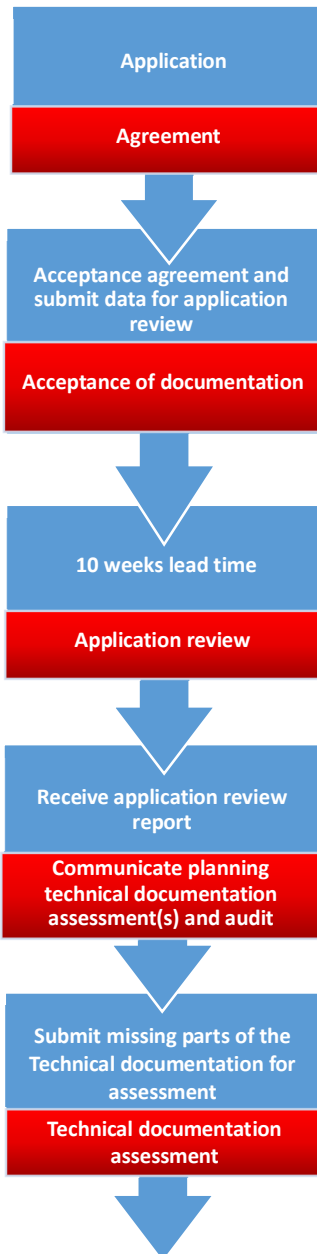 Application
Agreement
Acceptance agreement and
submit data for application
review
Acceptance of documentation
10 weeks lead time
Application review
Receive application review
report
Communicate planning
technical documentation
assessment(s) and audit
Submit missing parts of the
Technical documentation for
assessment
Technical documentation
assessment